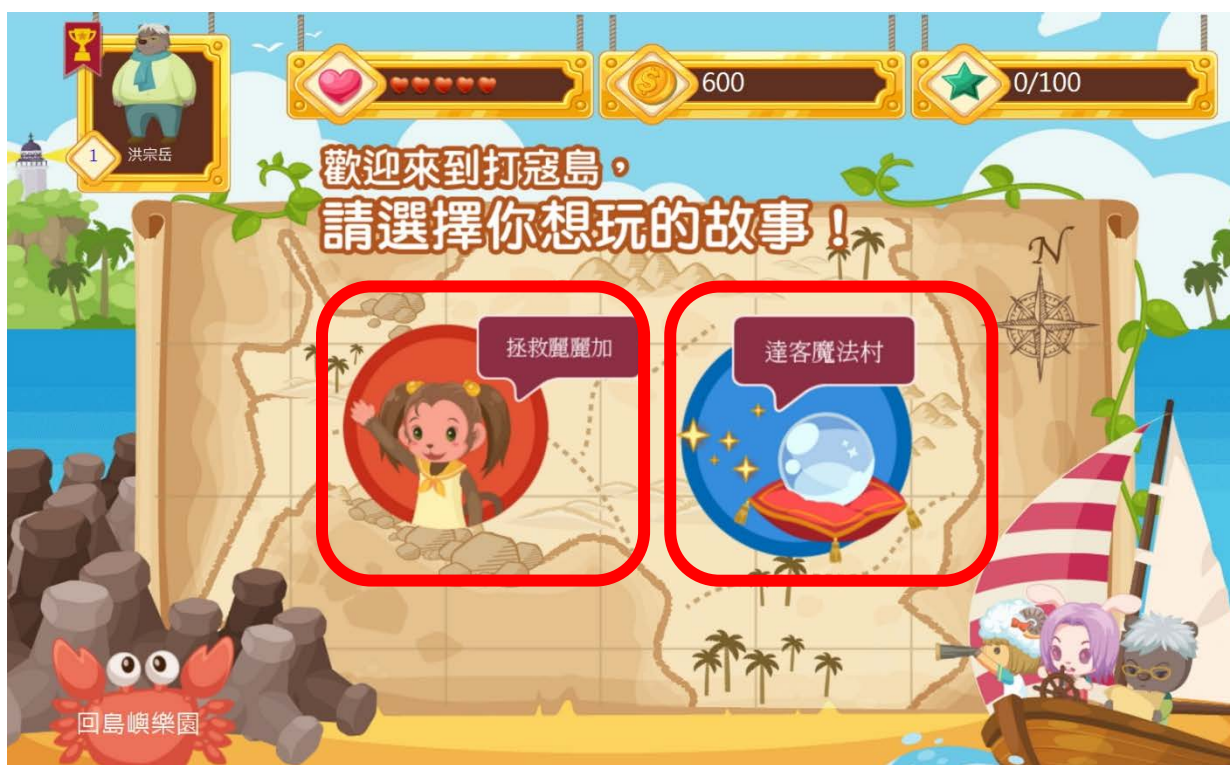 600
0/100
1
洪宗岳
歡迎來到打寇島，
請選擇你想玩的故事！
N
拯救麗麗加
達客魔法村
回島嶼樂園